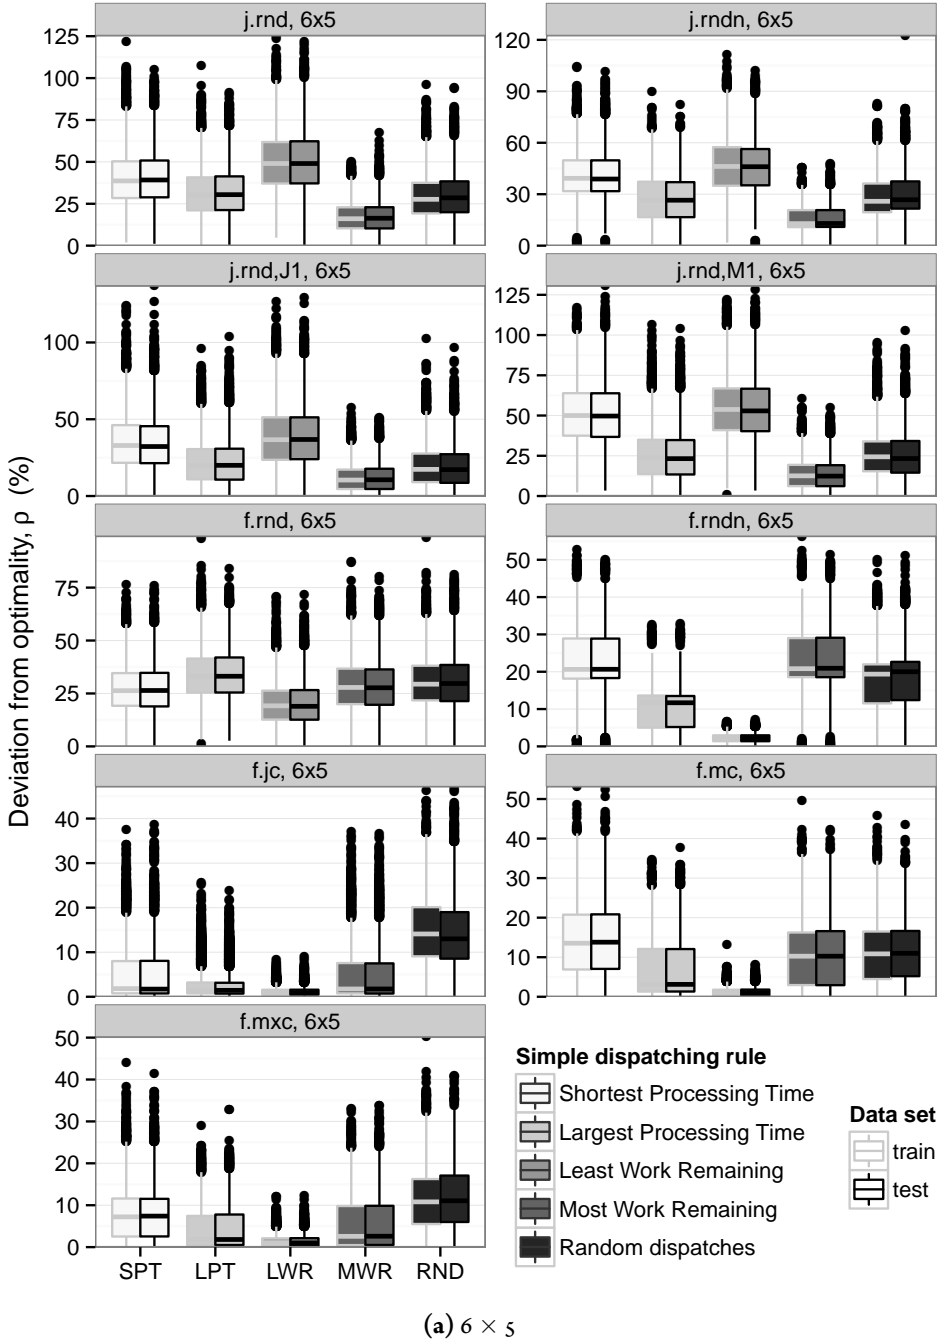 j.rnd, 6x5
125
100
75
50
25
0
j.rndn, 6x5
120
90
60
30
0
j.rnd,J1, 6x5
100
50
0
j.rnd,M1, 6x5
125
100
75
50
25
0
f.rnd, 6x5
75
50
25
0
f.rndn, 6x5
50
40
30
20
10
0
f.jc, 6x5
40
30
20
10
0
f.mc, 6x5
50
40
30
20
10
0
f.mxc, 6x5
50
40
30
20
10
0
SPT LPT LWR MWR RND
Deviation from optimality, ρ (%)
Simple dispatching rule
Shortest Processing Time
Largest Processing Time
Least Work Remaining
Most Work Remaining
Random dispatches
Data set
train
test
(a) 6 × 5